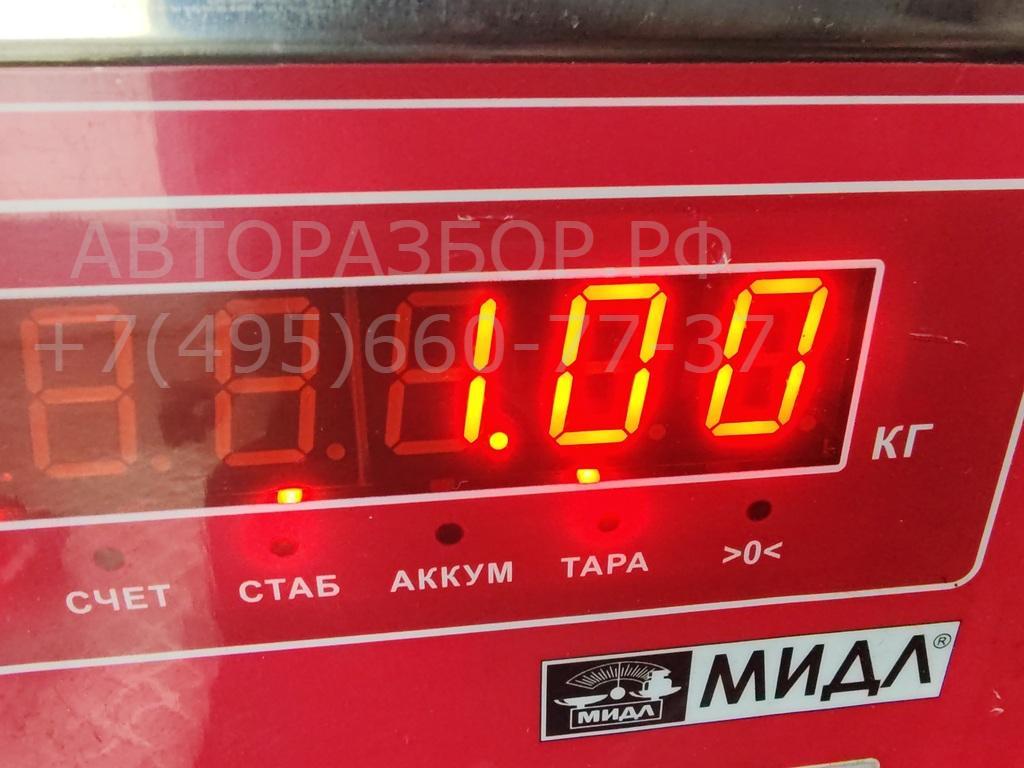 АВТОРАЗБОР.РФ
+7(495)660-77-37
1.00
КГ
СЧЕТ СТАБ АККУМ ТАРА >0<
МИДЛ МИДЛ®